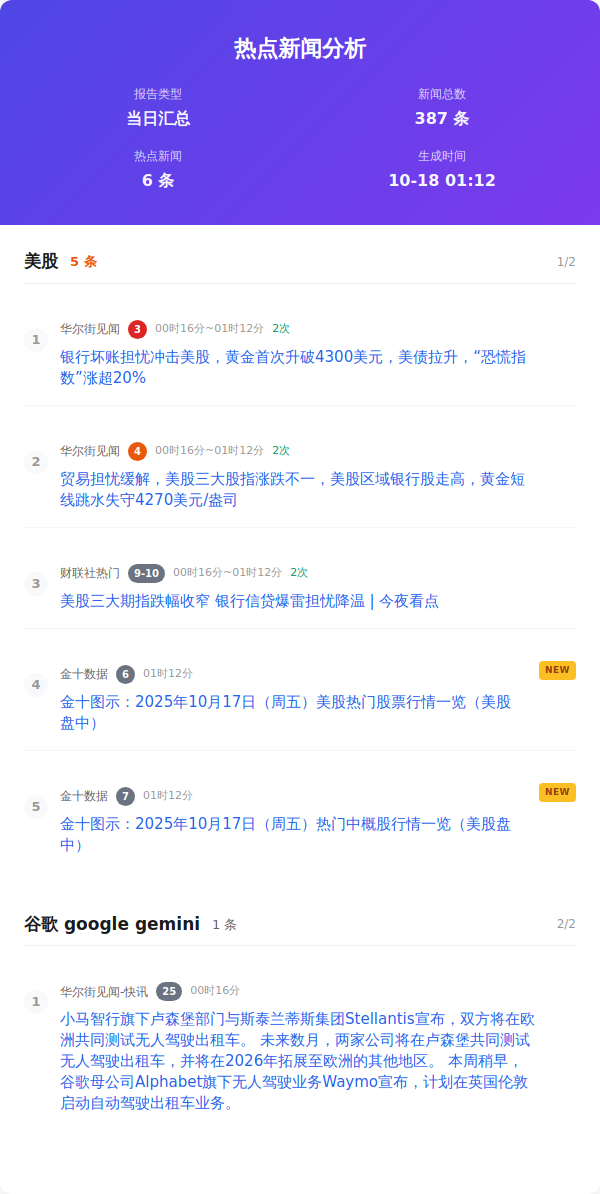 热点新闻分析
报告类型
当日汇总
新闻总数
387 条
热点新闻
6 条
生成时间
10-18 01:12
美股 5 条 1/2
1
华尔街见闻 3 00时16分~01时12分 2次
银行坏账担忧冲击美股，黄金首次升破4300美元，美债拉升，“恐慌指
数”涨超20%
2
华尔街见闻 4 00时16分~01时12分 2次
贸易担忧缓解，美股三大股指涨跌不一，美股区域银行股走高，黄金短
线跳水失守4270美元/盎司
3
财联社热门 9-10 00时16分~01时12分 2次
美股三大期指跌幅收窄 银行信贷爆雷担忧降温 | 今夜看点
4
金十数据 6 01时12分 NEW
金十图示：2025年10月17日（周五）美股热门股票行情一览（美股
盘中）
5
金十数据 7 01时12分 NEW
金十图示：2025年10月17日（周五）热门中概股行情一览（美股盘
中）
谷歌 google gemini 1 条 2/2
1
华尔街见闻-快讯 25 00时16分
小马智行旗下卢森堡部门与斯泰兰蒂斯集团Stellantis宣布，双方将在欧
洲共同测试无人驾驶出租车。 未来数月，两家公司将在卢森堡共同测试
无人驾驶出租车，并将在2026年拓展至欧洲的其他地区。 本周稍早，
谷歌母公司Alphabet旗下无人驾驶业务Waymo宣布，计划在英国伦敦
启动自动驾驶出租车业务。